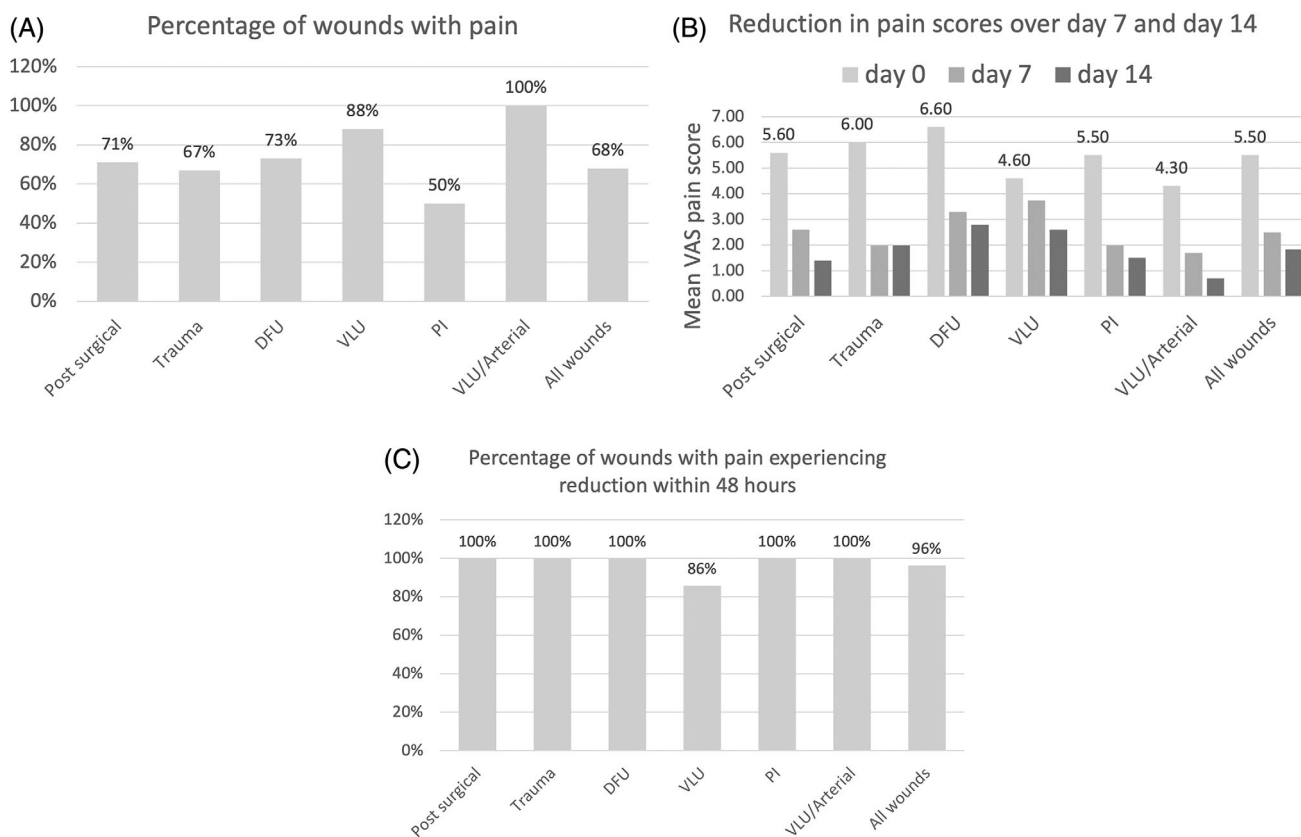 (A)
Percentage of wounds with pain
120%
100%
80%
60%
40%
20%
0%
71%
67%
73%
88%
50%
100%
68%
Post surgical
Trauma
DFU
VLU
PI
VLU/Arterial
All wounds
(B)
Reduction in pain scores over day 7 and day 14
day 0 day 7 day 14
Mean VAS pain score
7.00
6.00
5.00
4.00
3.00
2.00
1.00
0.00
5.60
6.00
6.60
4.60
5.50
4.30
5.50
Post surgical
Trauma
DFU
VLU
PI
VLU/Arterial
All wounds
(C)
Percentage of wounds with pain experiencing
reduction within 48 hours
120%
100%
80%
60%
40%
20%
0%
100%
100%
100%
86%
100%
100%
96%
Post surgical
Trauma
DFU
VLU
PI
VLU/Arterial
All wounds